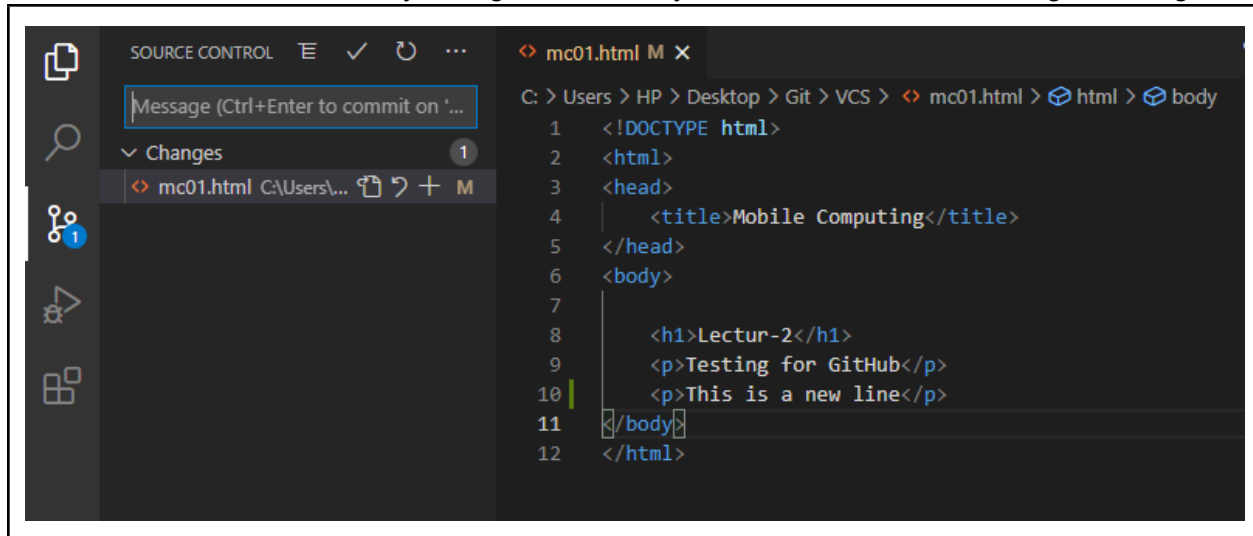 SOURCE CONTROL
Message (Ctrl+Enter to commit on '...
Changes 1
mc01.html C:\Users\... M
1
mc01.html M
C: > Users > HP > Desktop > Git > VCS > mc01.html > html > body
1 <!DOCTYPE html>
2 <html>
3 <head>
4 <title>Mobile Computing</title>
5 </head>
6 <body>
7
8 <h1>Lectur-2</h1>
9 <p>Testing for GitHub</p>
10 <p>This is a new line</p>
11 </body>
12 </html>